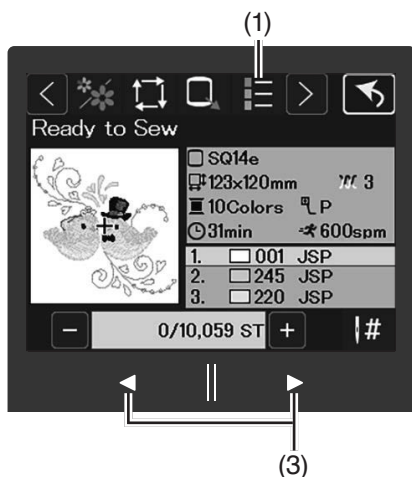 (1)
Ready to Sew
SQ14e
123x120mm 3
10Colors P
31min 600spm
1. 001 JSP
2. 245 JSP
3. 220 JSP
− 0/10,059 ST + #
(3)